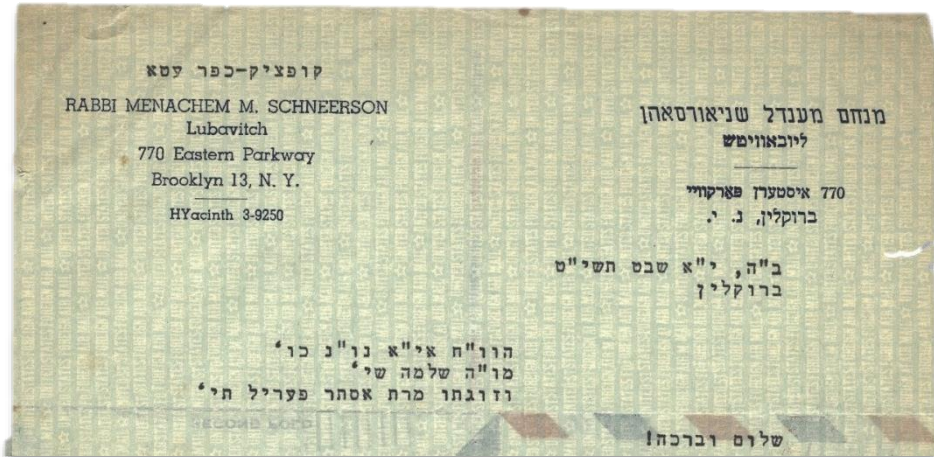 קופציק-כפר עטא
RABBI MENACHEM M. SCHNEERSON
Lubavitch
770 Eastern Parkway
Brooklyn 13, N. Y.
HYacinth 3-9250
מנחם מענדל שניאורסאהן
ליובאוויטש
770 איסטערן פארקוויי
ברוקלין, נ. י.
ב"ה, י"א שבט תשי"ט
ברוקלין
הוו"ח אי"א נו"נ כו'
מו"ה שלמה שי'
וזוגתו מרת אסתר פעריל תי'
SECOND FOLD
שלום וברכה!